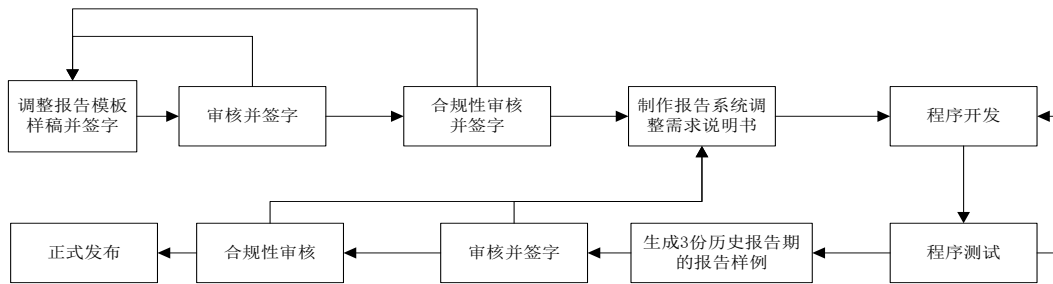 调整报告模板
样稿并签字
审核并签字
合规性审核
并签字
制作报告系统调
整需求说明书
程序开发
正式发布
合规性审核
审核并签字
生成3份历史报告期
的报告样例
程序测试